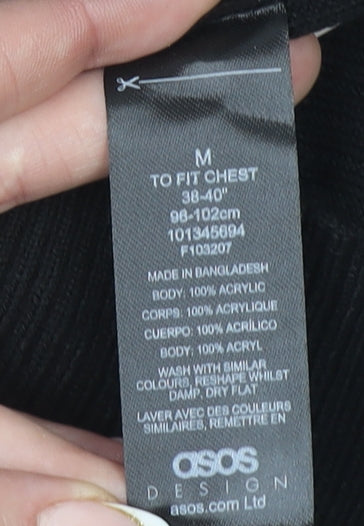 M
TO FIT CHEST
38-40"
96-102cm
101345694
F103207
MADE IN BANGLADESH
BODY: 100% ACRYLIC
CORPS: 100% ACRYLIQUE
CUERPO: 100% ACRÍLICO
BODY: 100% ACRYL
WASH WITH SIMILAR
COLOURS, RESHAPE WHILST
DAMP, DRY FLAT
LAVER AVEC DES COULEURS
SIMILAIRES, REMETTRE EN
asos
DESIGN
asos.com Ltd